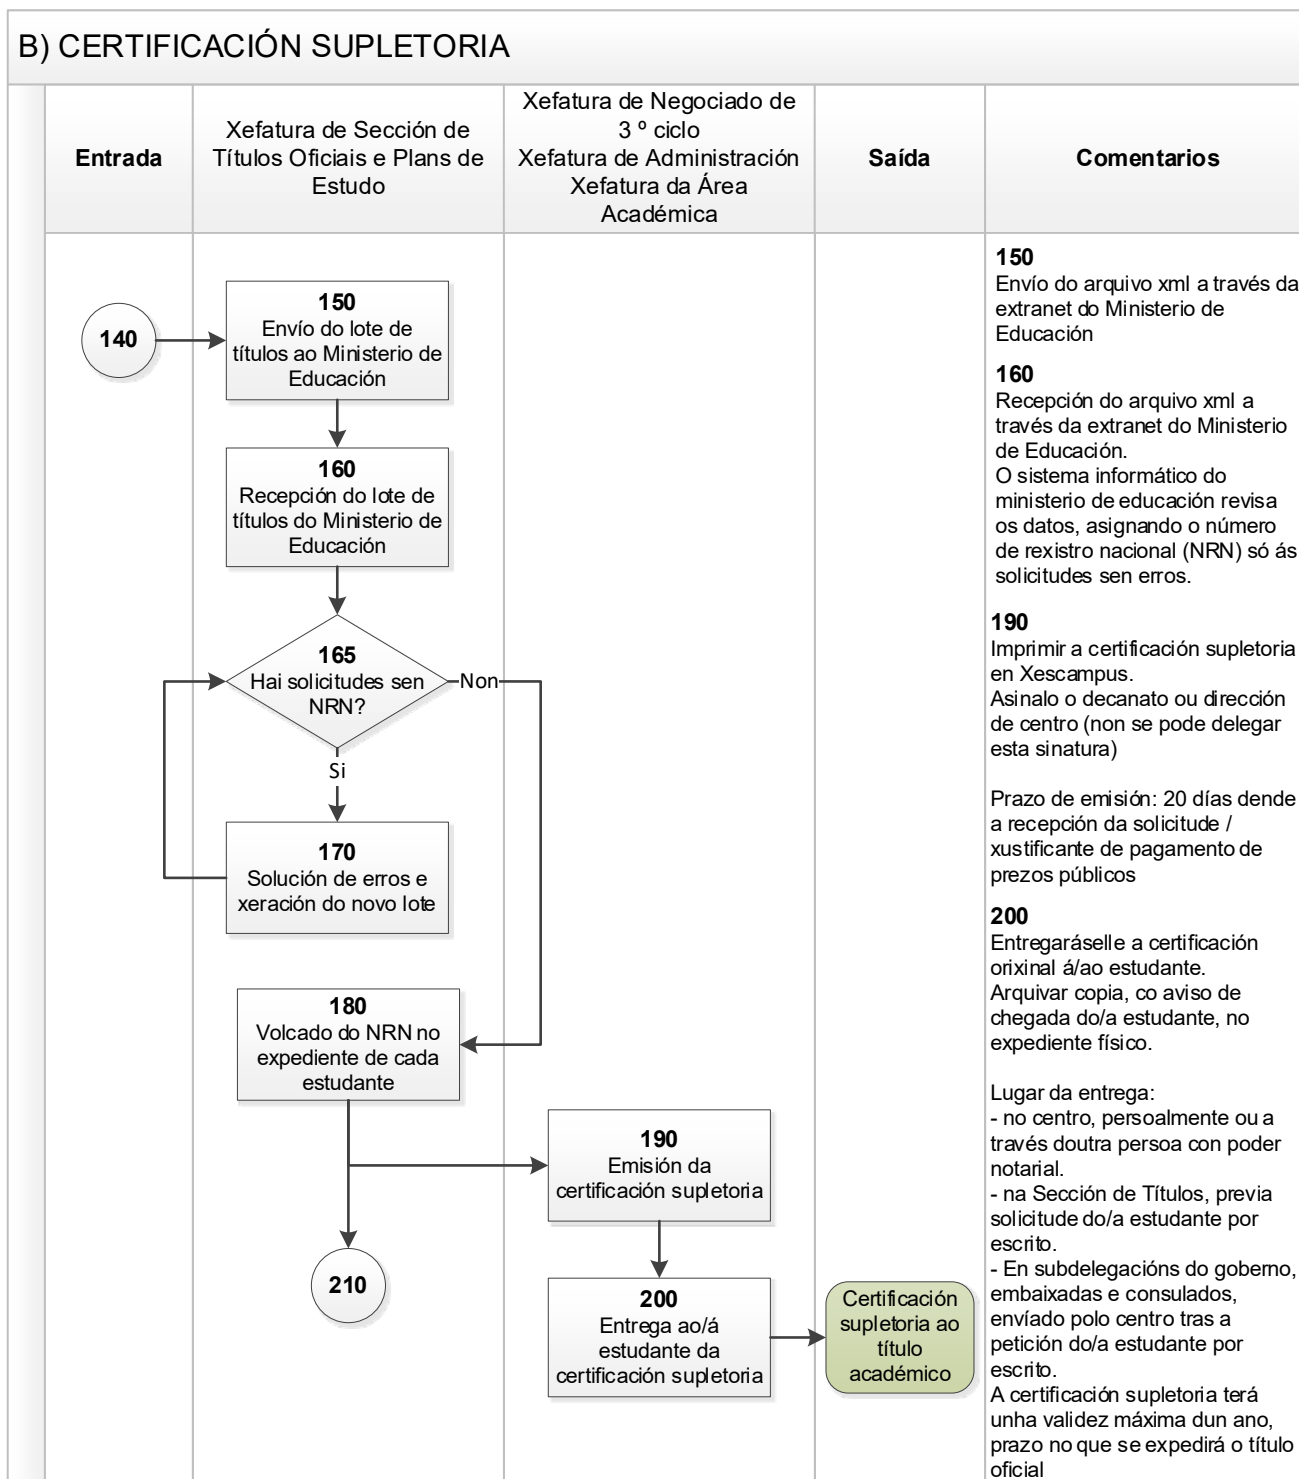 B) CERTIFICACIÓN SUPLETORIA
Entrada
Xefatura de Sección de
Títulos Oficiais e Plans de
Estudo
Xefatura de Negociado de
3 º ciclo
Xefatura de Administración
Xefatura da Área
Académica
Saída
Comentarios
140
150
Envío do lote de
títulos ao Ministerio de
Educación
160
Recepción do lote de
títulos do Ministerio de
Educación
165
Hai solicitudes sen
NRN?
Non
Si
170
Solución de erros e
xeración do novo lote
180
Volcado do NRN no
expediente de cada
estudante
210
190
Emisión da
certificación supletoria
200
Entrega ao/á
estudante da
certificación supletoria
Certificación
supletoria ao
título
académico
150
Envío do arquivo xml a través da
extranet do Ministerio de
Educación
160
Recepción do arquivo xml a
través da extranet do Ministerio
de Educación.
O sistema informático do
ministerio de educación revisa
os datos, asignando o número
de rexistro nacional (NRN) só ás
solicitudes sen erros.
190
Imprimir a certificación supletoria
en Xescampus.
Asinalo o decanato ou dirección
de centro (non se pode delegar
esta sinatura)
Prazo de emisión: 20 días dende
a recepción da solicitude /
xustificante de pagamento de
prezos públicos
200
Entregaráselle a certificación
orixinal á/ao estudante.
Arquivar copia, co aviso de
chegada do/a estudante, no
expediente físico.
Lugar da entrega:
- no centro, persoalmente ou a
través doutra persoa con poder
notarial.
- na Sección de Títulos, previa
solicitude do/a estudante por
escrito.
- En subdelegacións do goberno,
embaixadas e consulados,
envíado polo centro tras a
petición do/a estudante por
escrito.
A certificación supletoria terá
unha validez máxima dun ano,
prazo no que se expedirá o título
oficial